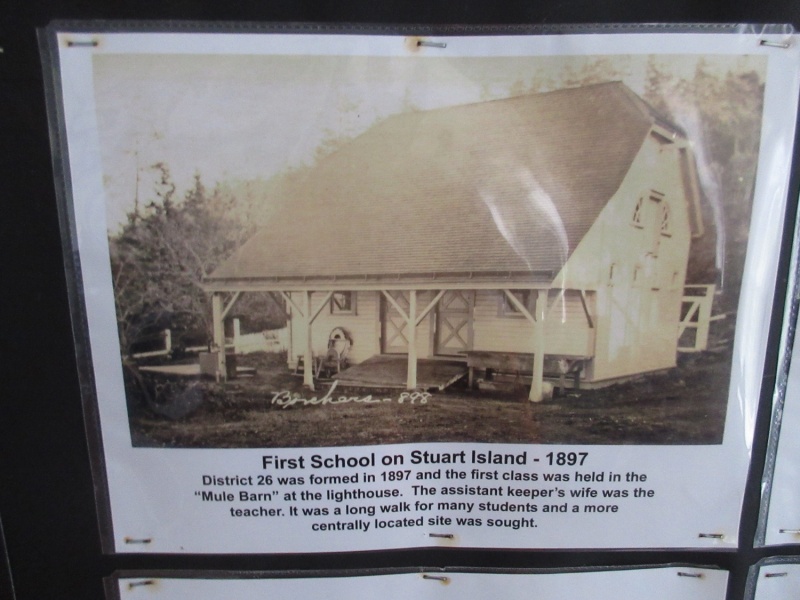 Borchers - 898
First School on Stuart Island - 1897
District 26 was formed in 1897 and the first class was held in the
“Mule Barn” at the lighthouse.  The assistant keeper’s wife was the
teacher. It was a long walk for many students and a more
centrally located site was sought.